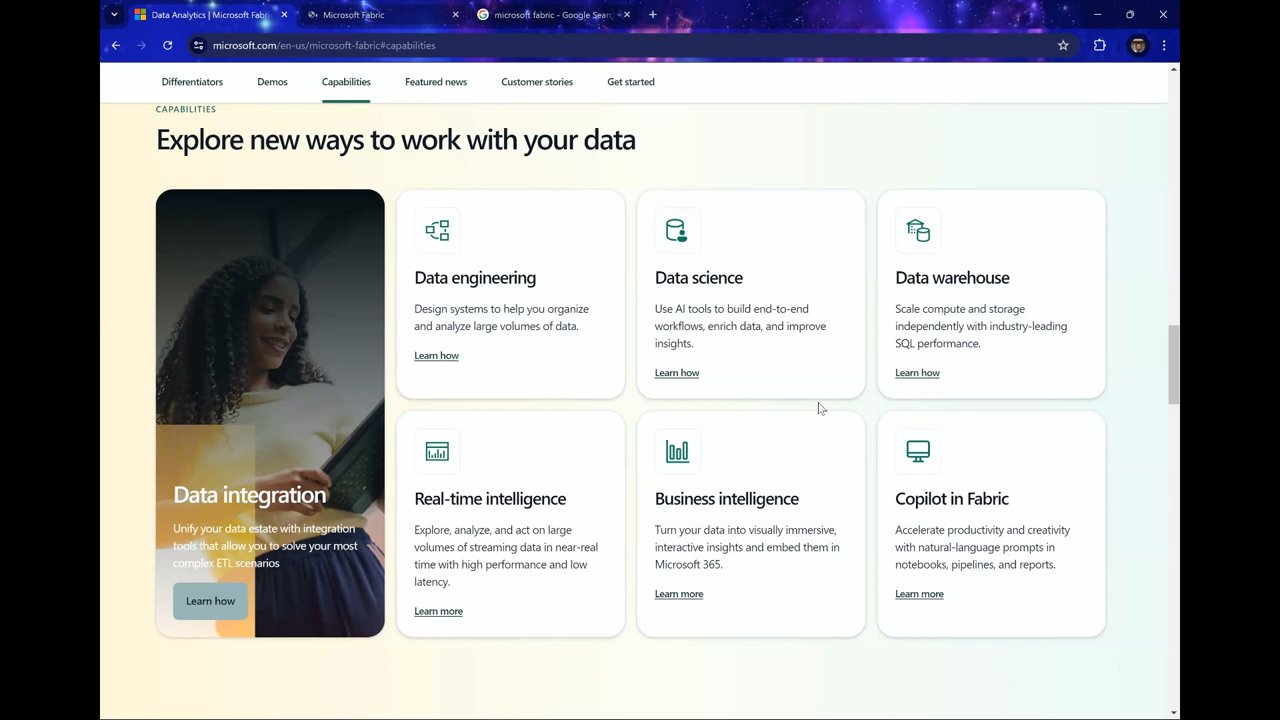 Data Analytics | Microsoft Fabr
Microsoft Fabric
microsoft fabric - Google Searc
microsoft.com/en-us/microsoft-fabric#capabilities
Differentiators
Demos
Capabilities
Featured news
Customer stories
Get started
CAPABILITIES
Explore new ways to work with your data
Data integration
Unify your data estate with integration
tools that allow you to solve your most
complex ETL scenarios
Learn how
Data engineering
Design systems to help you organize
and analyze large volumes of data.
Learn how
Data science
Use AI tools to build end-to-end
workflows, enrich data, and improve
insights.
Learn how
Data warehouse
Scale compute and storage
independently with industry-leading
SQL performance.
Learn how
Real-time intelligence
Explore, analyze, and act on large
volumes of streaming data in near-real
time with high performance and low
latency.
Learn more
Business intelligence
Turn your data into visually immersive,
interactive insights and embed them in
Microsoft 365.
Learn more
Copilot in Fabric
Accelerate productivity and creativity
with natural-language prompts in
notebooks, pipelines, and reports.
Learn more